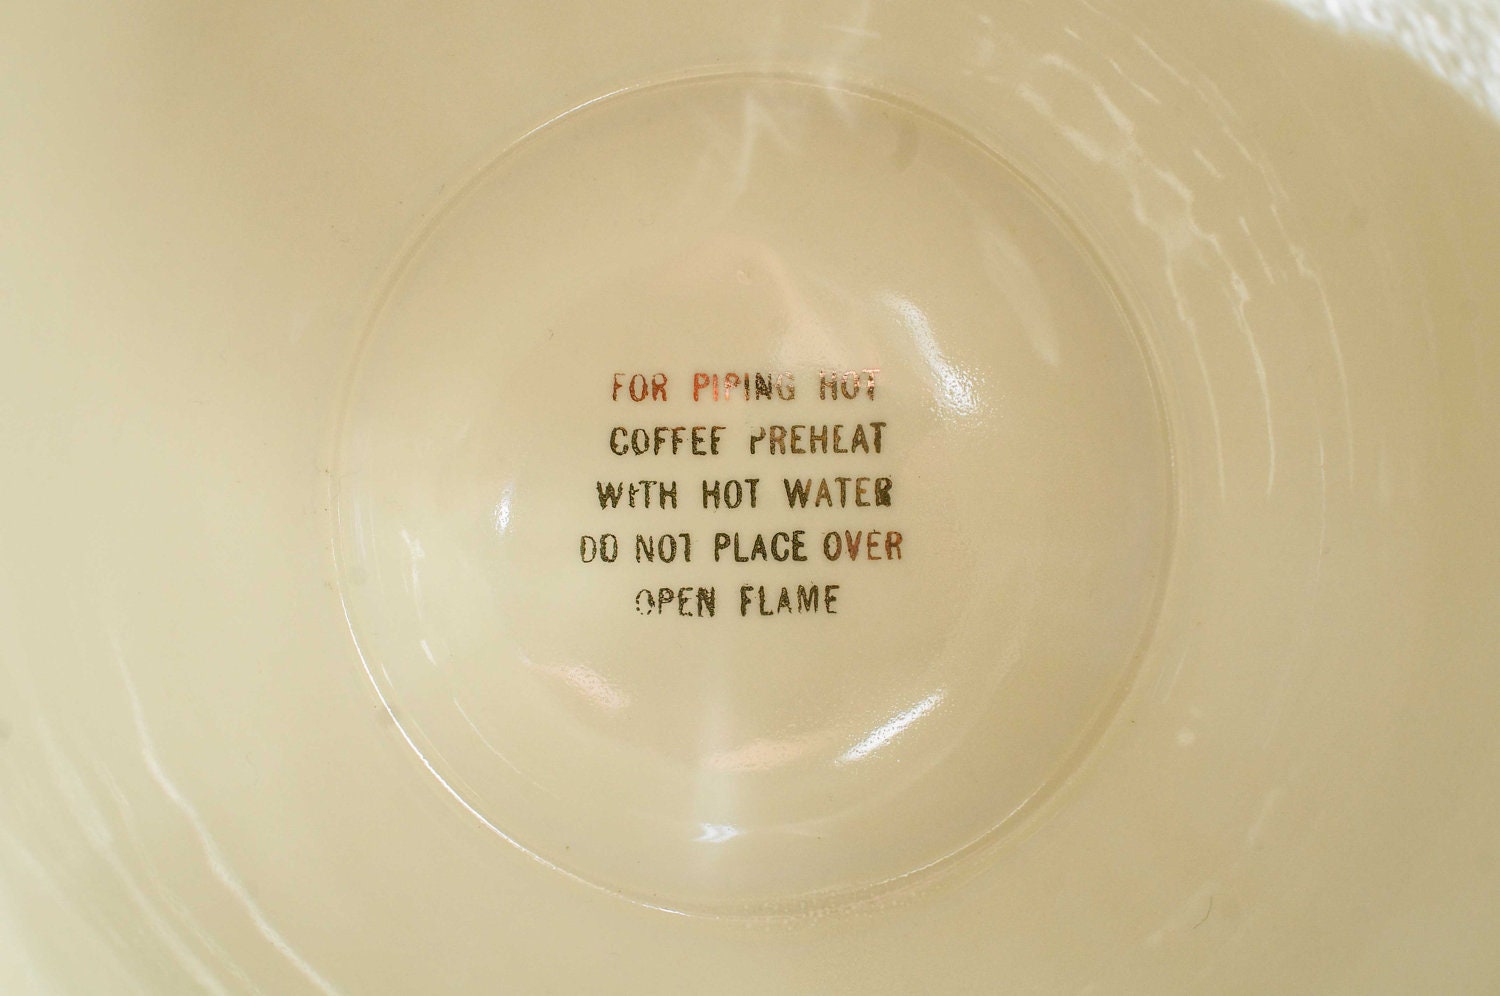 FOR PIPING HOT
COFFEE PREHEAT
WITH HOT WATER
DO NOT PLACE OVER
OPEN FLAME